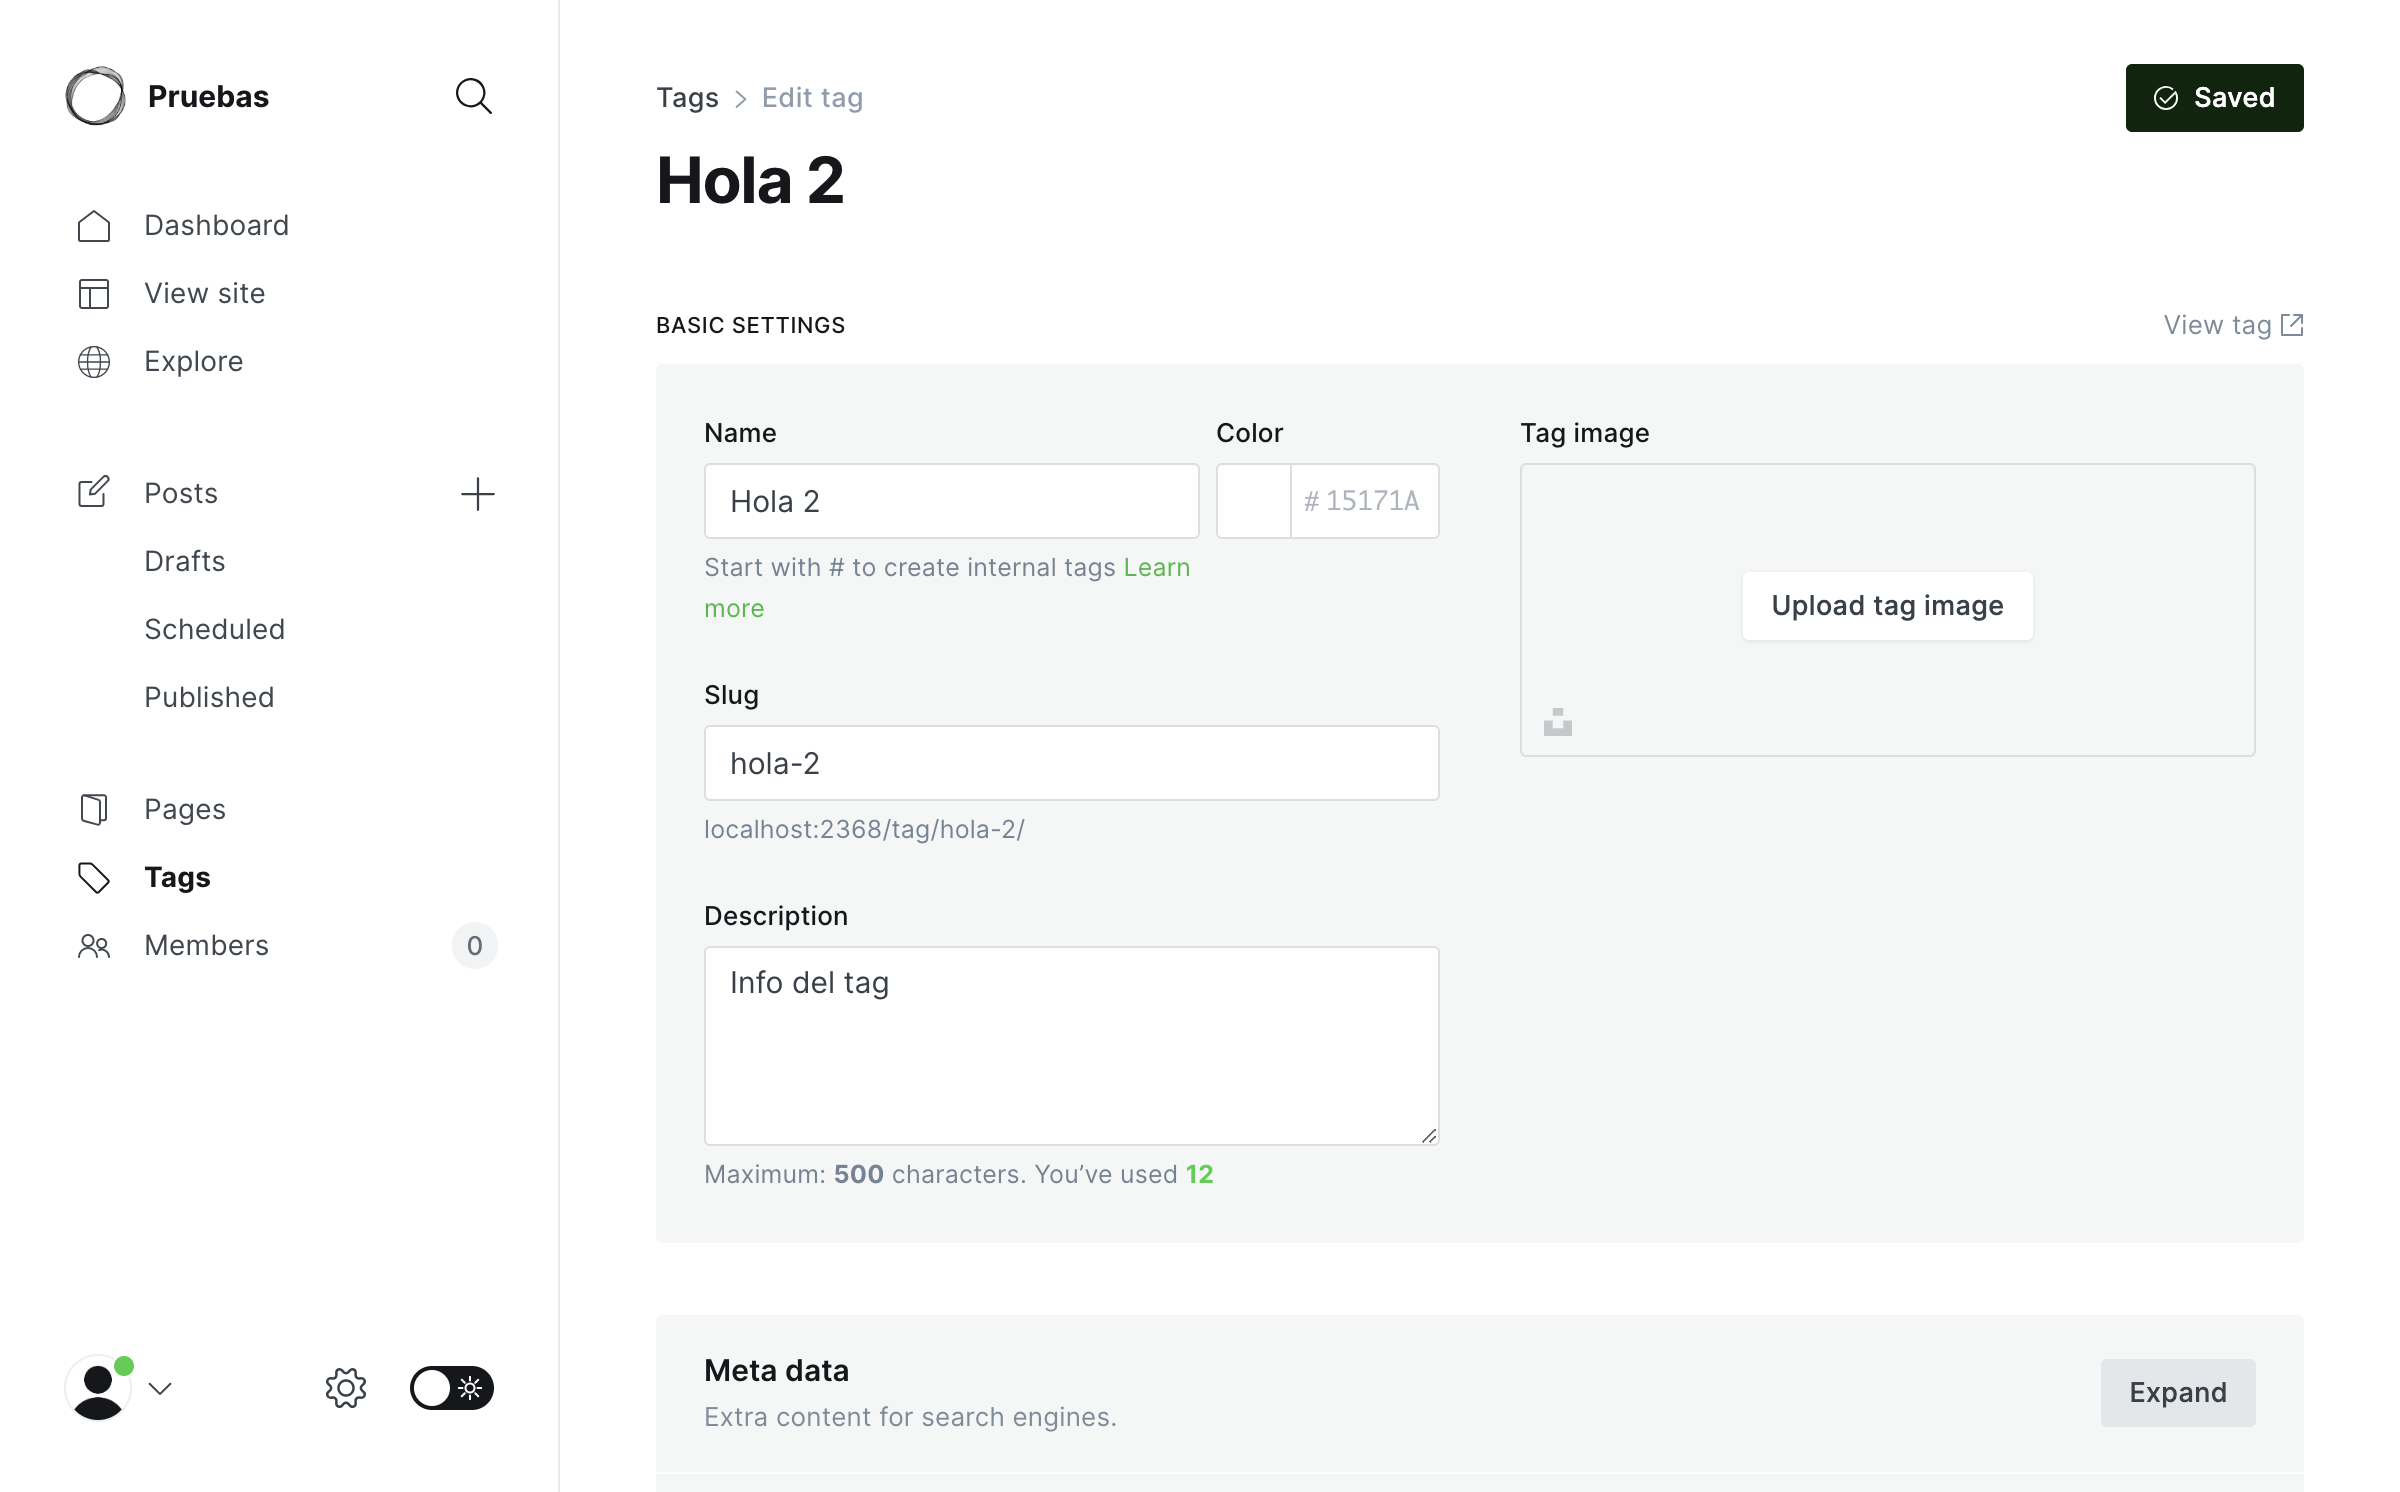 Pruebas
Dashboard
View site
Explore
Posts
Drafts
Scheduled
Published
Pages
Tags
Members 0
Tags > Edit tag
Saved
Hola 2
BASIC SETTINGS
View tag
Name
Hola 2
Color
# 15171A
Start with # to create internal tags Learn
more
Slug
hola-2
localhost:2368/tag/hola-2/
Description
Info del tag
Maximum: 500 characters. You’ve used 12
Tag image
Upload tag image
Meta data
Extra content for search engines.
Expand